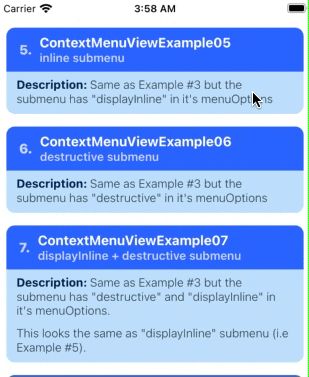 Carrier 3:58 AM
5. ContextMenuViewExample05
inline submenu
Description: Same as Example #3 but the
submenu has "displayInline" in it's menuOptions
6. ContextMenuViewExample06
destructive submenu
Description: Same as Example #3 but the
submenu has "destructive" in it's menuOptions
7. ContextMenuViewExample07
displayInline + destructive submenu
Description: Same as Example #3 but the
submenu has "destructive" and "displayInline" in
it's menuOptions.
This looks the same as "displayInline" submenu (i.e
Example #5).